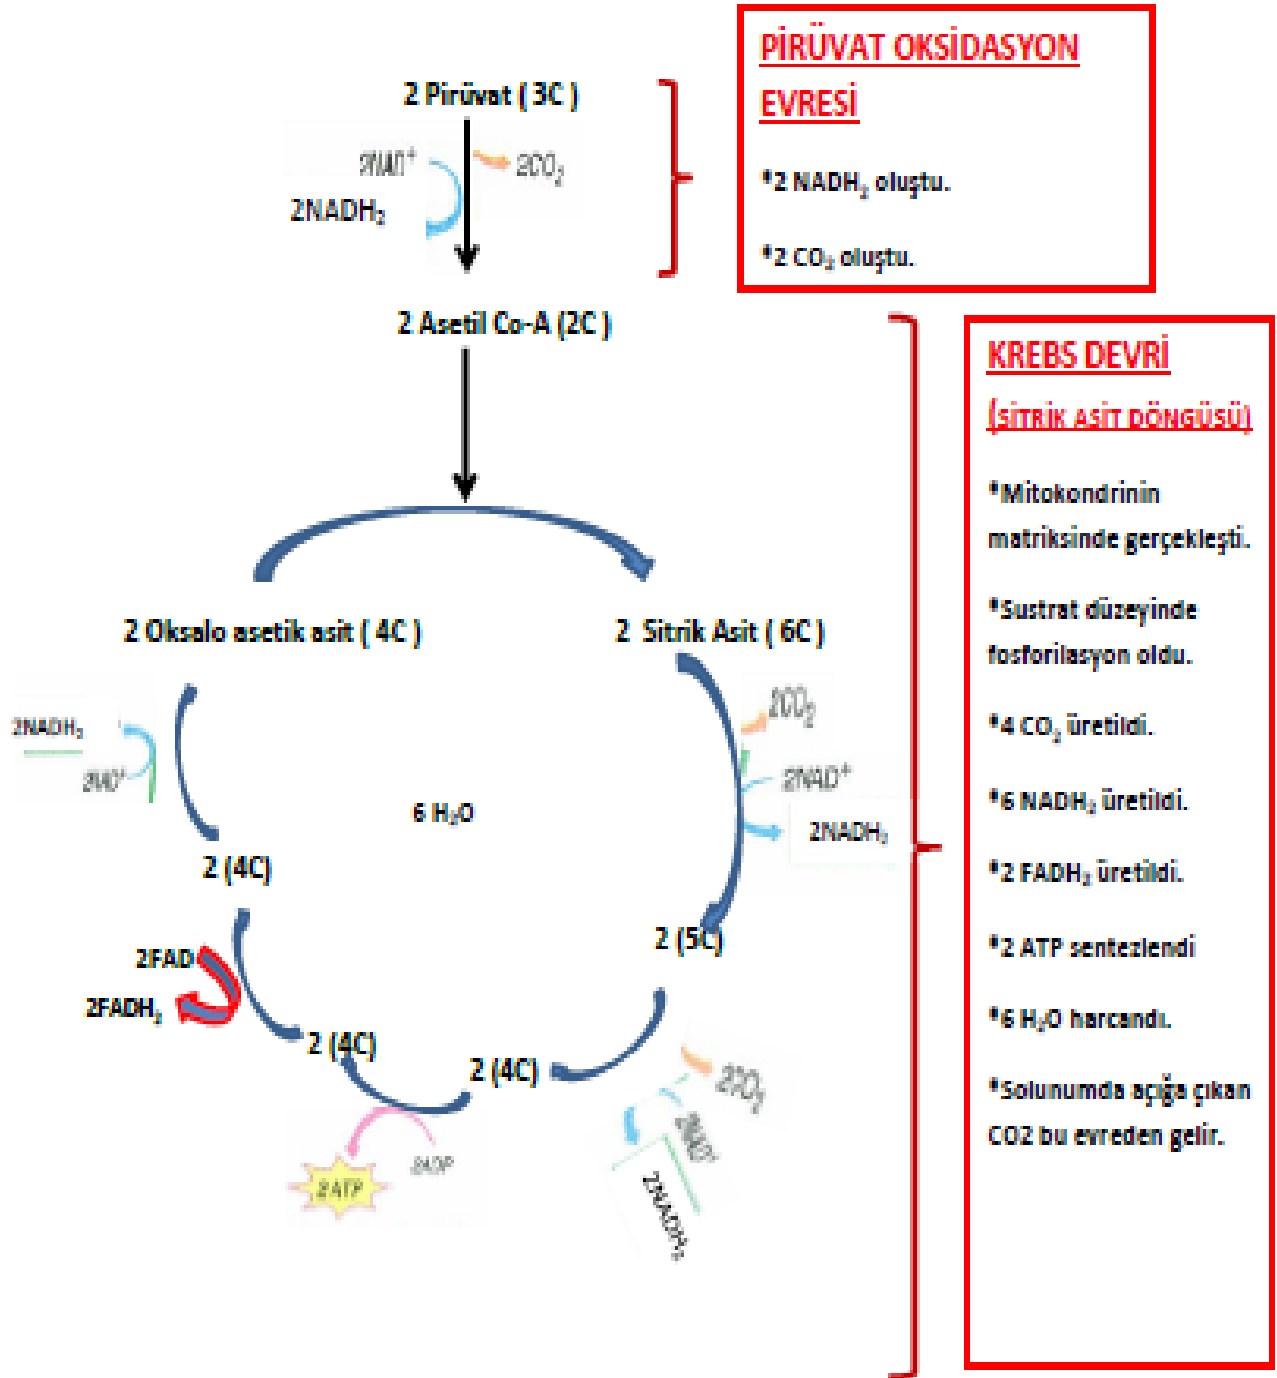 PİRÜVAT OKSİDASYON
EVRESİ
*2 NADH₂ oluştu.
*2 CO₂ oluştu.
2 Pirüvat ( 3C )
2NAD⁺
2CO₂
2NADH₂
2 Asetil Co-A (2C )
KREBS DEVRİ
(SİTRİK ASİT DÖNGÜSÜ)
*Mitokondrinin
matriksinde gerçekleşti.
*Sustrat düzeyinde
fosforilasyon oldu.
*4 CO₂ üretildi.
*6 NADH₂ üretildi.
*2 FADH₂ üretildi.
*2 ATP sentezlendi
*6 H₂O harcandı.
*Solunumda açığa çıkan
CO2 bu evreden gelir.
2 Oksalo asetik asit ( 4C )
2 Sitrik Asit ( 6C )
2CO₂
2NAD⁺
2NADH₂
2NADH₂
2NAD⁺
6 H₂O
2 (4C)
2 (5C)
2FAD
2FADH₂
2 (4C)
2 (4C)
2CO₂
2NAD⁺
2NADH₂
2ADP
2 ATP